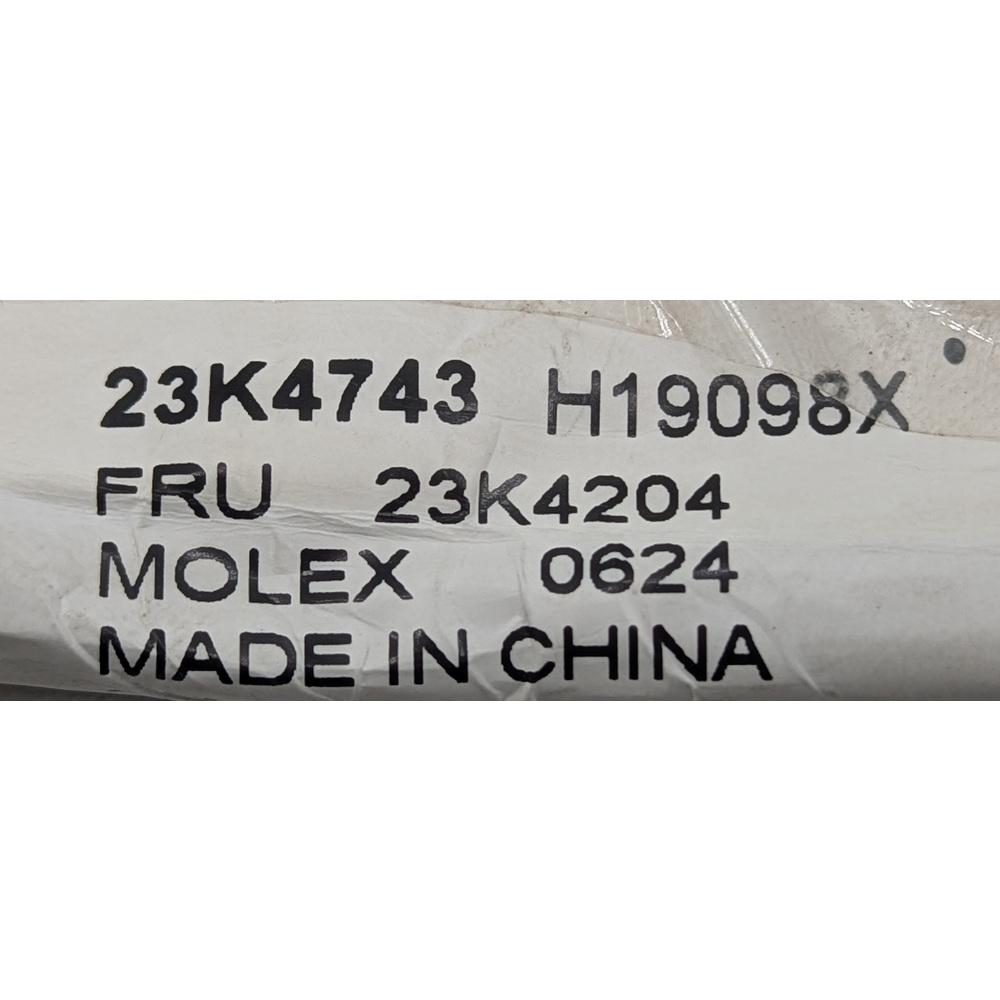 23K4743 H19098X
FRU 23K4204
MOLEX 0624
MADE IN CHINA